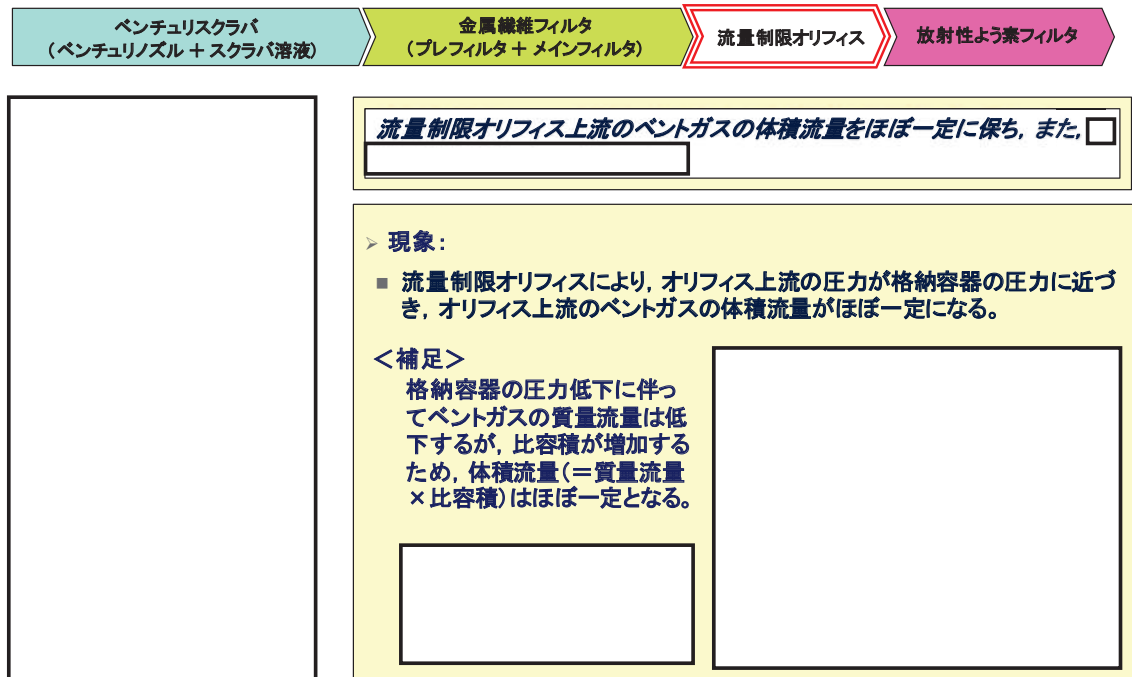 ベンチュリスクラバ
(ベンチュリノズル + スクラバ溶液)
金属繊維フィルタ
(プレフィルタ+ メインフィルタ)
流量制限オリフィス
放射性よう素フィルタ
流量制限オリフィス上流のベントガスの体積流量をほぼ一定に保ち,また,
➢ 現象:
■ 流量制限オリフィスにより,オリフィス上流の圧力が格納容器の圧力に近づ
き,オリフィス上流のベントガスの体積流量がほぼ一定になる。
<補足>
格納容器の圧力低下に伴っ
てベントガスの質量流量は低
下するが,比容積が増加する
ため,体積流量(=質量流量
×比容積)はほぼ一定となる。